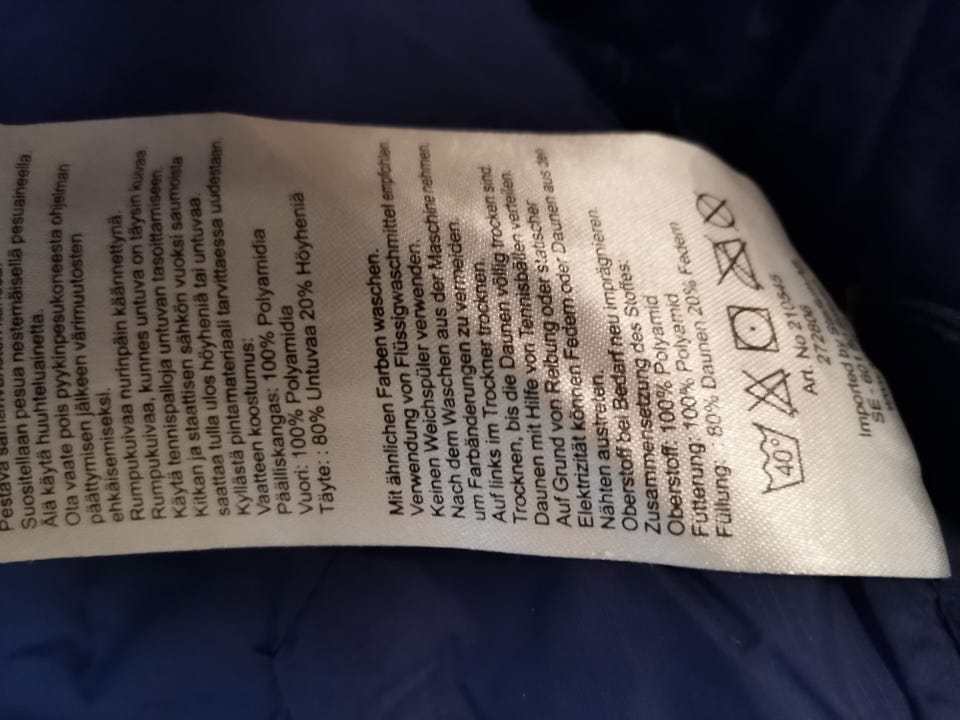 Suositellaan pesua nestemäisellä pesuaineella.
Älä käytä huuhteluainetta.
Ota vaate pois pyykinpesukoneesta ohjelman
päättymisen jälkeen värimuutosten
ehkäisemiseksi.
Rumpukuivaa nurinpäin käännettynä.
Rumpukuivaa, kunnes untuva on täysin kuivaa
Käytä tennispalloja untuvan tasoittamiseen.
Kitkan ja staattisen sähkön vuoksi saumoista
saattaa tulla ulos höyheniä tai untuvaa.
Kyllästä pintamateriaali tarvittaessa uudestaan.
Vaatteen koostumus:
Päälliskangas: 100% Polyamidia
Vuori: 100% Polyamidia
Täyte: : 80% Untuvaa 20% Höyheniä
Mit ähnlichen Farben waschen.
Verwendung von Flüssigwaschmittel empfohlen.
Keinen Weichspüler verwenden.
Nach dem Waschen aus der Maschine nehmen,
um Farbänderungen zu vermeiden.
Auf links im Trockner trocknen.
Trocknen, bis die Daunen völlig trocken sind.
Daunen mit Hilfe von Tennisbällen verteilen.
Auf Grund von Reibung oder statischer
Elektrizität können Federn oder Daunen aus den
Nähten austreten.
Oberstoff bei Bedarf neu imprägnieren.
Zusammensetzung des Stoffes:
Oberstoff: 100% Polyamid
Futterung: 100% Polyamid
Füllung: : 80% Daunen 20% Federn
40°
Art. No 210545
272806
Imported by
SE